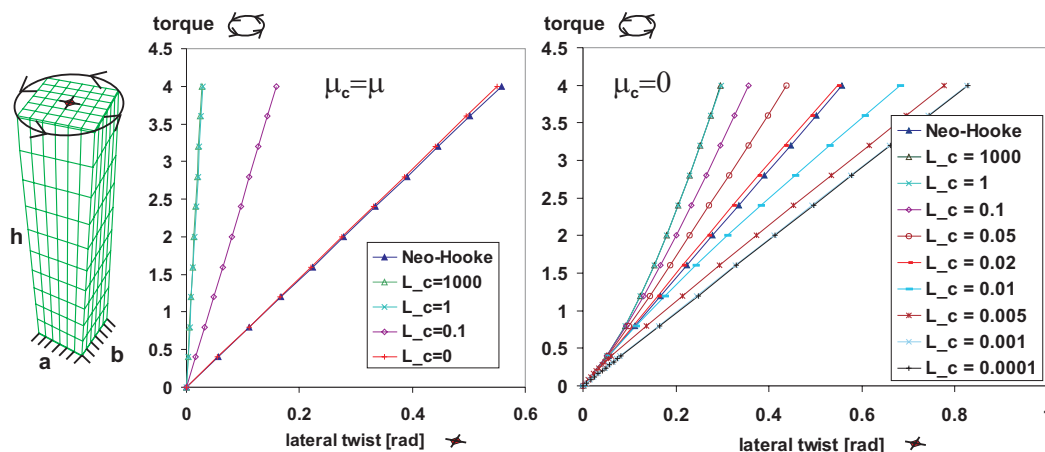 torque
4.5
4
3.5
3
2.5
2
1.5
1
0.5
0
0
0.2
0.4
0.6
lateral twist [rad]
μc=μ
Neo-Hooke
L_c=1000
L_c=1
L_c=0.1
L_c=0
h
a
b
torque
4.5
4
3.5
3
2.5
2
1.5
1
0.5
0
0
0.2
0.4
0.6
0.8
lateral twist [rad]
μc=0
Neo-Hooke
L_c = 1000
L_c = 1
L_c = 0.1
L_c = 0.05
L_c = 0.02
L_c = 0.01
L_c = 0.005
L_c = 0.001
L_c = 0.0001